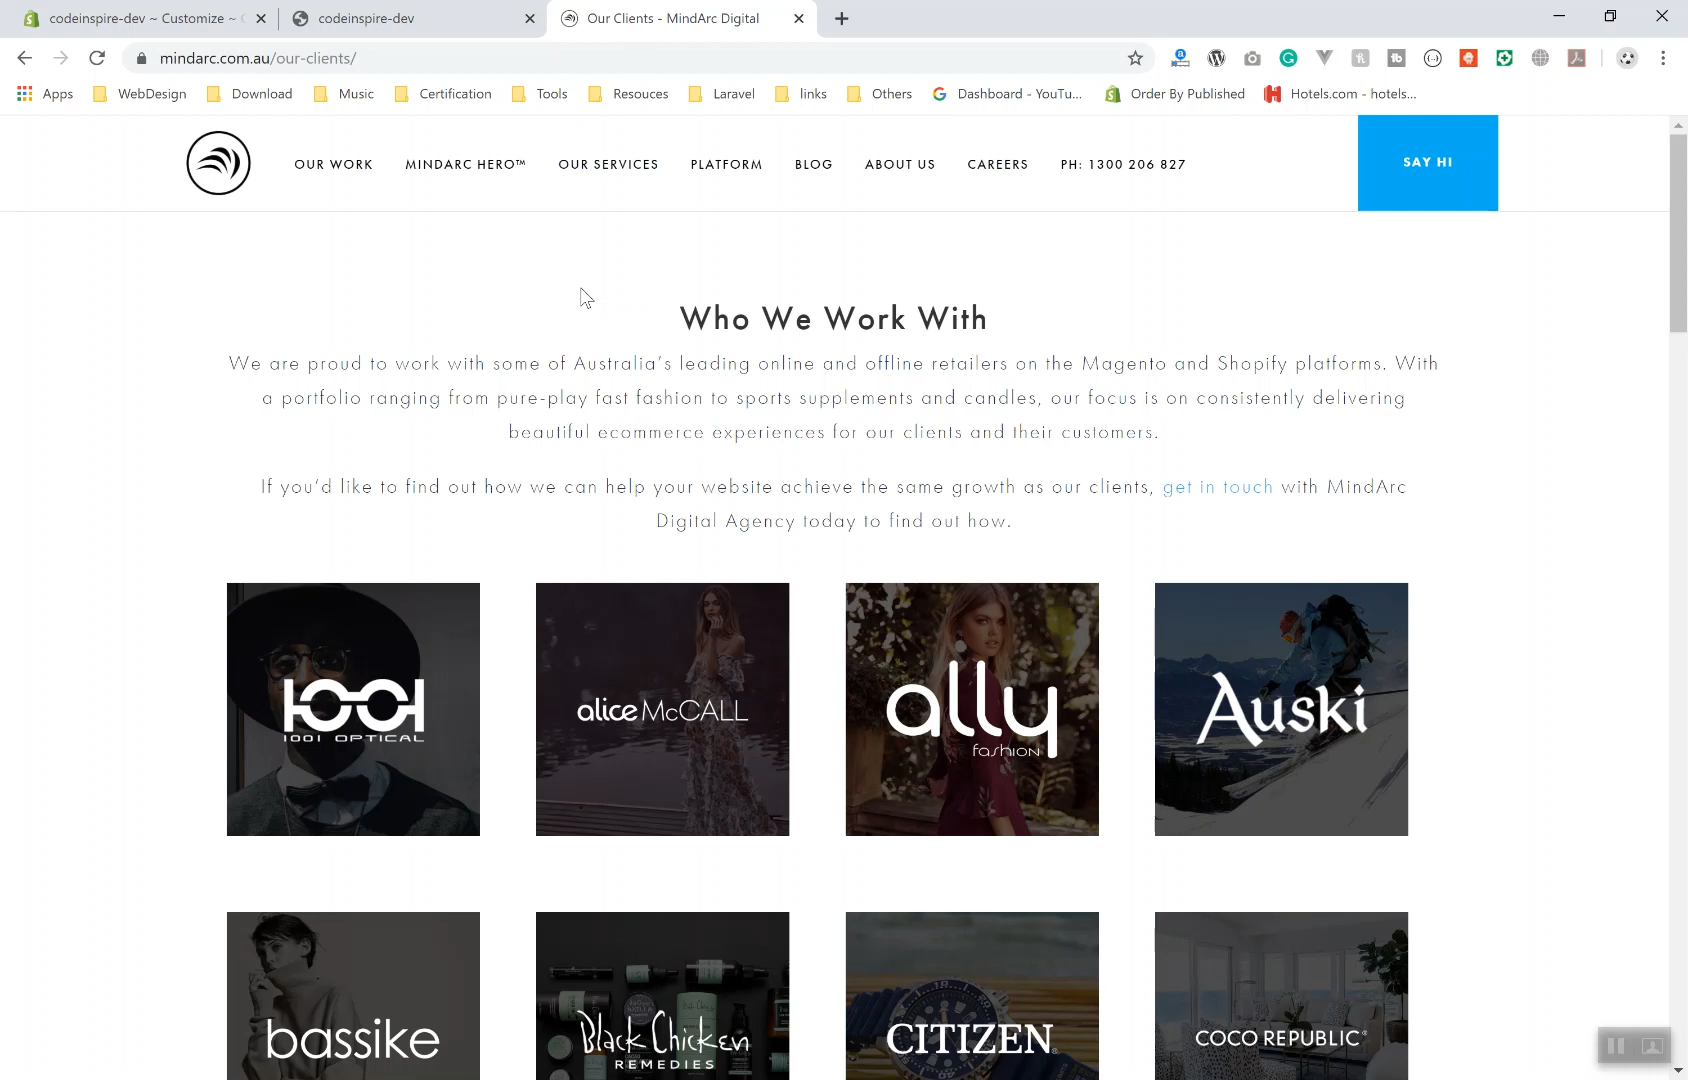 codeinspire-dev ~ Customize ~
codeinspire-dev
Our Clients - MindArc Digital
mindarc.com.au/our-clients/
Apps
WebDesign
Download
Music
Certification
Tools
Resouces
Laravel
links
Others
Dashboard - YouTu...
Order By Published
Hotels.com - hotels...
OUR WORK
MINDARC HERO™
OUR SERVICES
PLATFORM
BLOG
ABOUT US
CAREERS
PH: 1300 206 827
SAY HI
Who We Work With
We are proud to work with some of Australia's leading online and offline retailers on the Magento and Shopify platforms. With
a portfolio ranging from pure-play fast fashion to sports supplements and candles, our focus is on consistently delivering
beautiful ecommerce experiences for our clients and their customers.
If you'd like to find out how we can help your website achieve the same growth as our clients, get in touch with MindArc
Digital Agency today to find out how.
1001
1001 OPTICAL
alice McCALL
ally
fashion
Auski
bassike
Black Chicken
REMEDIES
CITIZEN
COCO REPUBLIC